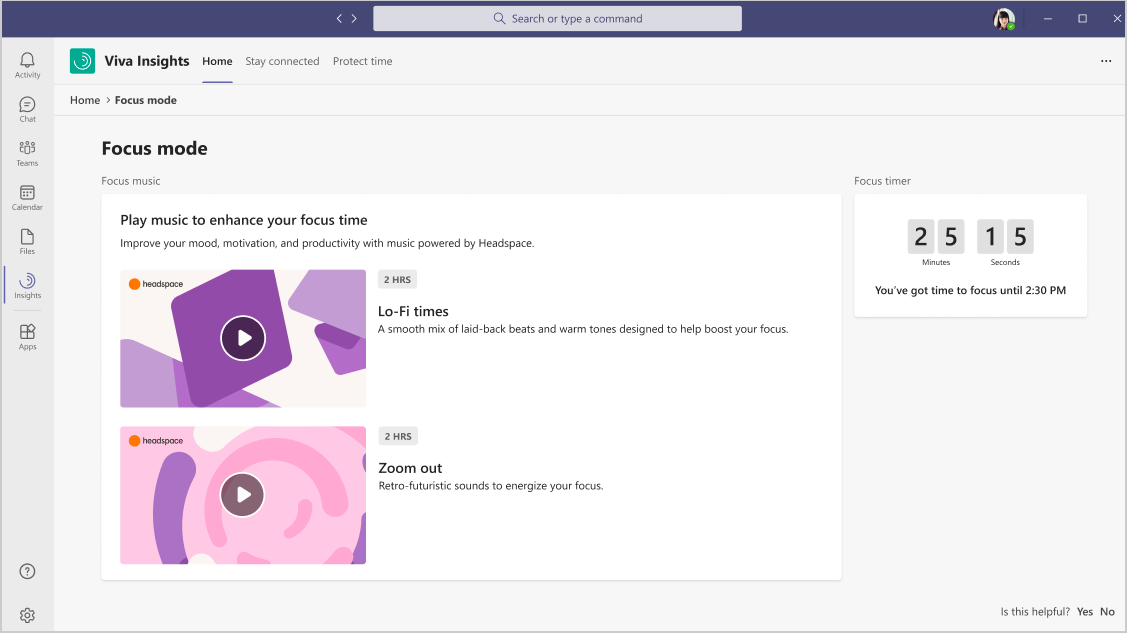 Search or type a command
Activity
Chat
Teams
Calendar
Files
Insights
Apps
Viva Insights Home Stay connected Protect time
Home > Focus mode
Focus mode
Focus music
Play music to enhance your focus time
Improve your mood, motivation, and productivity with music powered by Headspace.
headspace
2 HRS
Lo-Fi times
A smooth mix of laid-back beats and warm tones designed to help boost your focus.
headspace
2 HRS
Zoom out
Retro-futuristic sounds to energize your focus.
Focus timer
2 5 1 5
Minutes Seconds
You've got time to focus until 2:30 PM
Is this helpful? Yes No